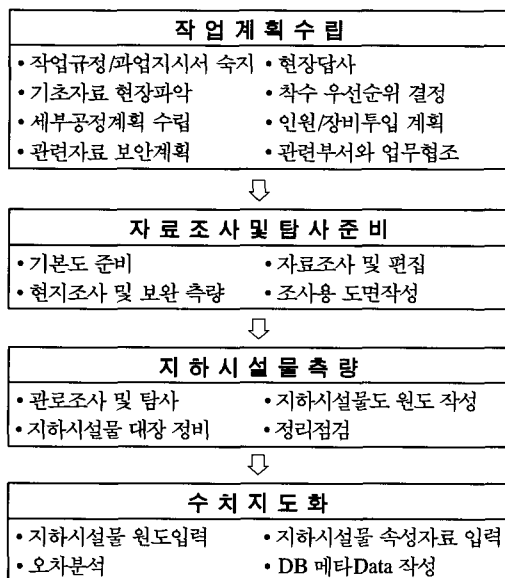 작 업 계 획 수 립
• 작업규정/과업지시서 숙지 • 현장답사
• 기초자료 현장파악 • 착수 우선순위 결정
• 세부공정계획 수립 • 인원/장비투입 계획
• 관련자료 보안계획 • 관련부서와 업무협조
자 료 조 사 및 탐 사 준 비
• 기본도 준비 • 자료조사 및 편집
• 현지조사 및 보완 측량 • 조사용 도면작성
지 하 시 설 물 측 량
• 관로조사 및 탐사 • 지하시설물도 원도 작성
• 지하시설물 대장 정비 • 정리점검
수 치 지 도 화
• 지하시설물 원도입력 • 지하시설물 속성자료 입력
• 오차분석 • DB 메타Data 작성